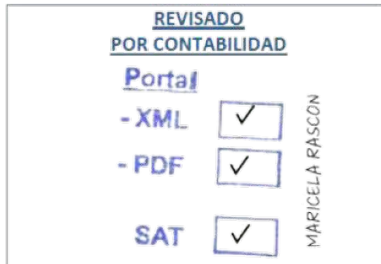 REVISADO
POR CONTABILIDAD
Portal
- XML ✓
- PDF ✓
SAT ✓
MARICELA RASCON